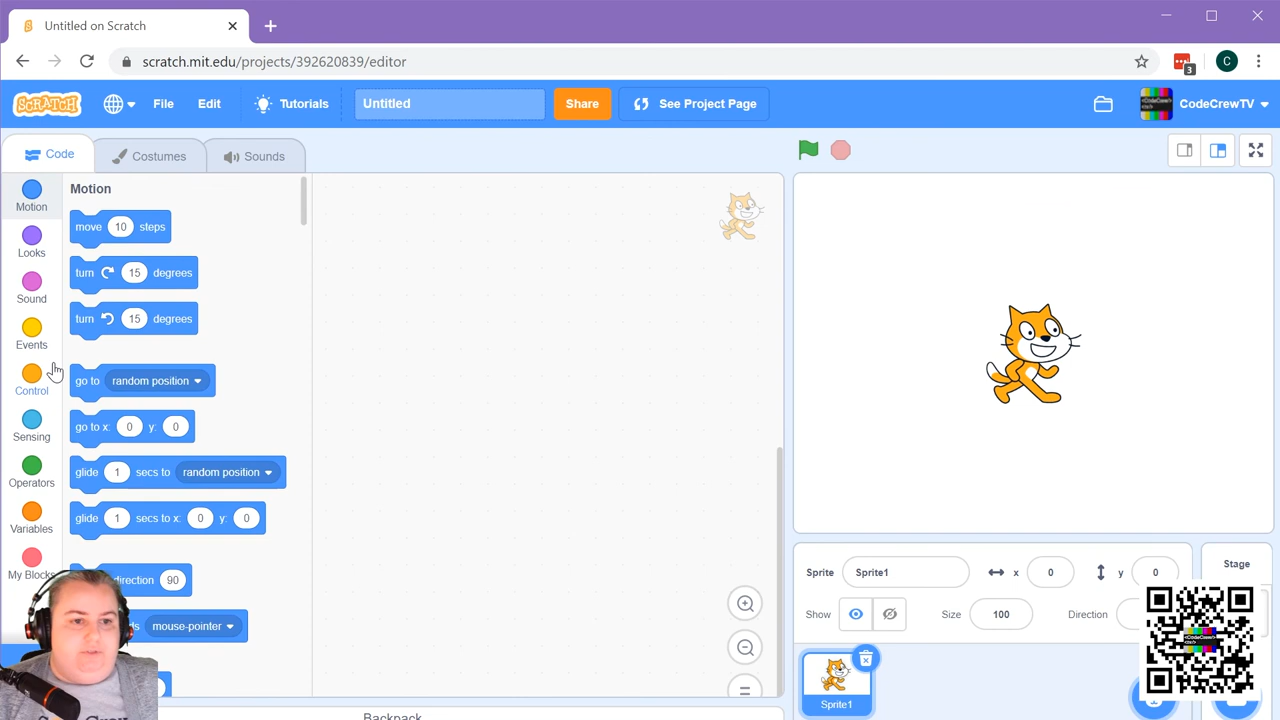 Untitled on Scratch
scratch.mit.edu/projects/392620839/editor
3
C
SCRATCH
File
Edit
Tutorials
Untitled
Share
See Project Page
CodeCrewTV
Code
Costumes
Sounds
Motion
Looks
Sound
Events
Control
Sensing
Operators
Variables
My Blocks
Motion
move 10 steps
turn 15 degrees
turn 15 degrees
go to random position
go to x: 0 y: 0
glide 1 secs to random position
glide 1 secs to x: 0 y: 0
direction 90
mouse-pointer
Sprite
Sprite1
x
0
y
0
Show
Size
100
Direction
Sprite1
Stage
Backpack